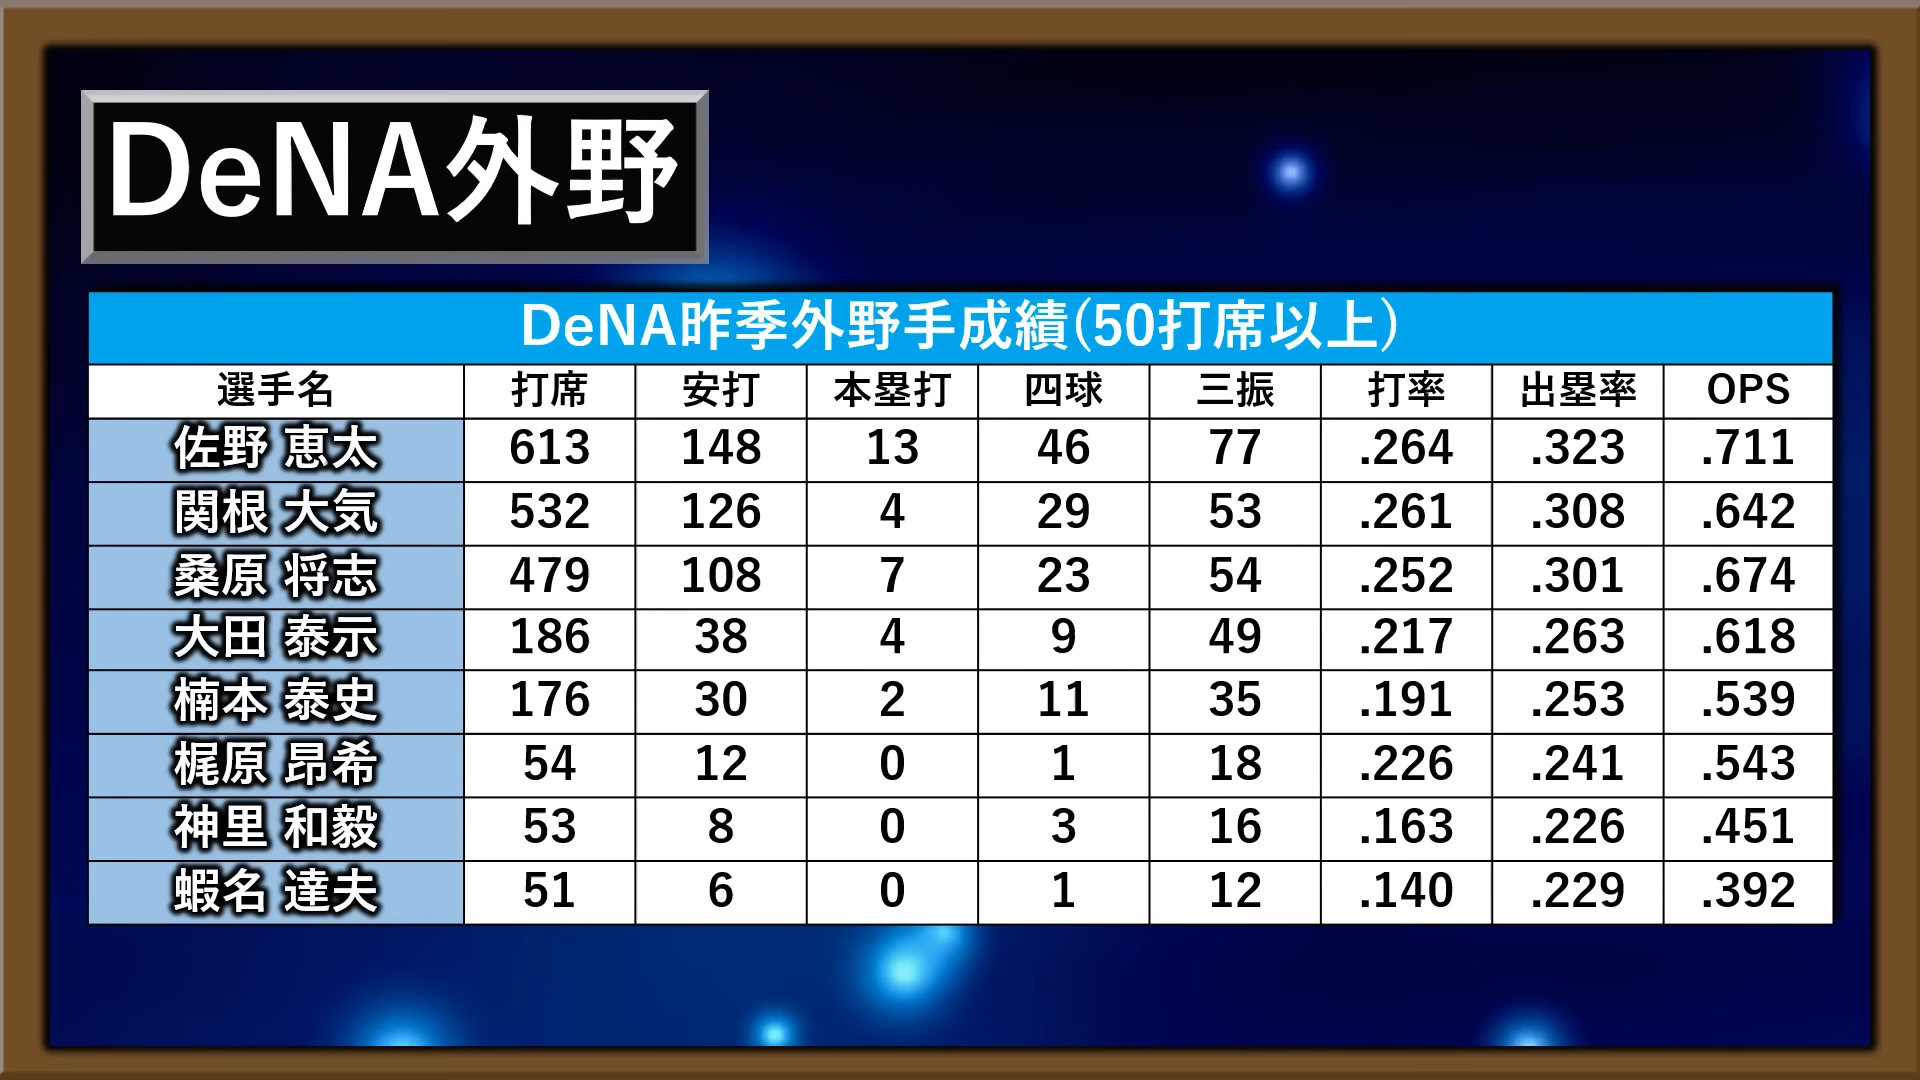 DeNA外野
DeNA昨季外野手成績(50打席以上)
選手名 打席 安打 本塁打 四球 三振 打率 出塁率 OPS
佐野 恵太 613 148 13 46 77 .264 .323 .711
関根 大気 532 126 4 29 53 .261 .308 .642
桑原 将志 479 108 7 23 54 .252 .301 .674
大田 泰示 186 38 4 9 49 .217 .263 .618
楠本 泰史 176 30 2 11 35 .191 .253 .539
梶原 昂希 54 12 0 1 18 .226 .241 .543
神里 和毅 53 8 0 3 16 .163 .226 .451
蝦名 達夫 51 6 0 1 12 .140 .229 .392